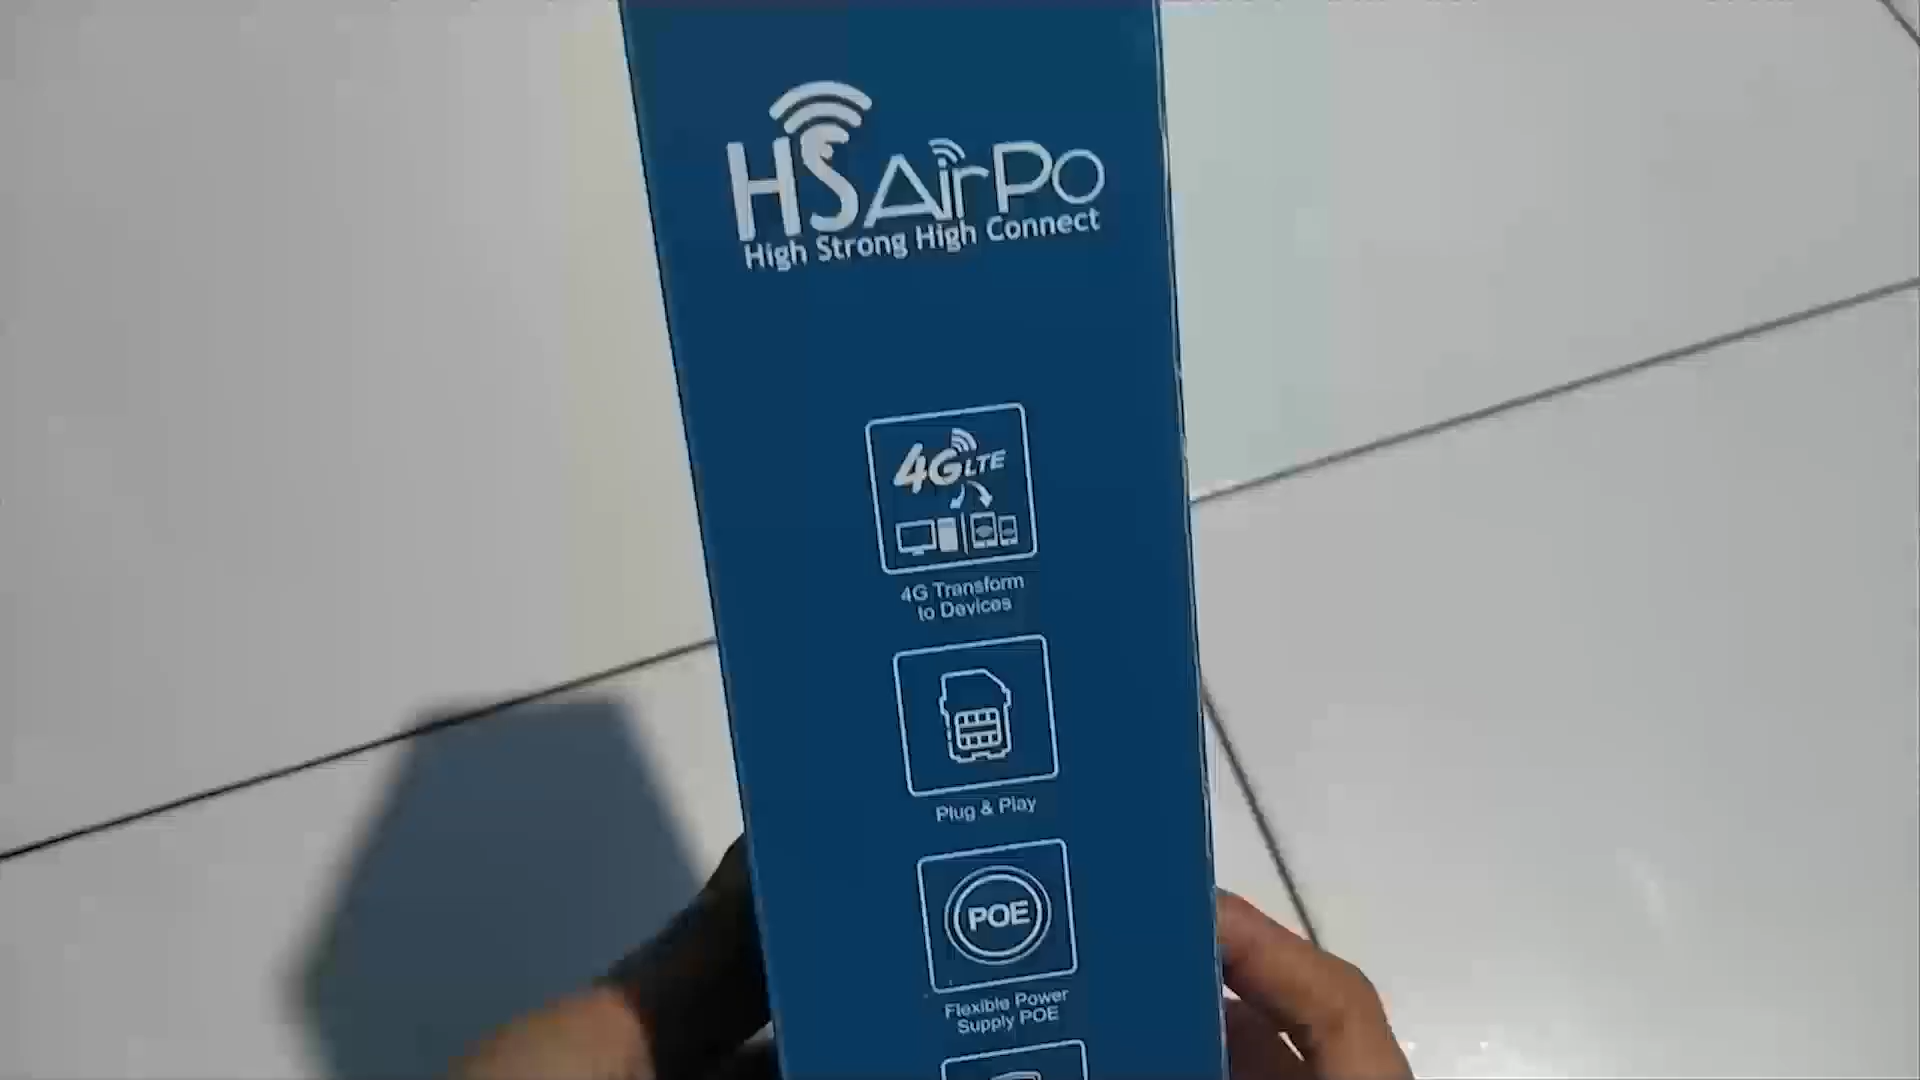 HSAirPo
High Strong High Connect
4G LTE
4G Transform
to Devices
Plug & Play
POE
Flexible Power
Supply POE